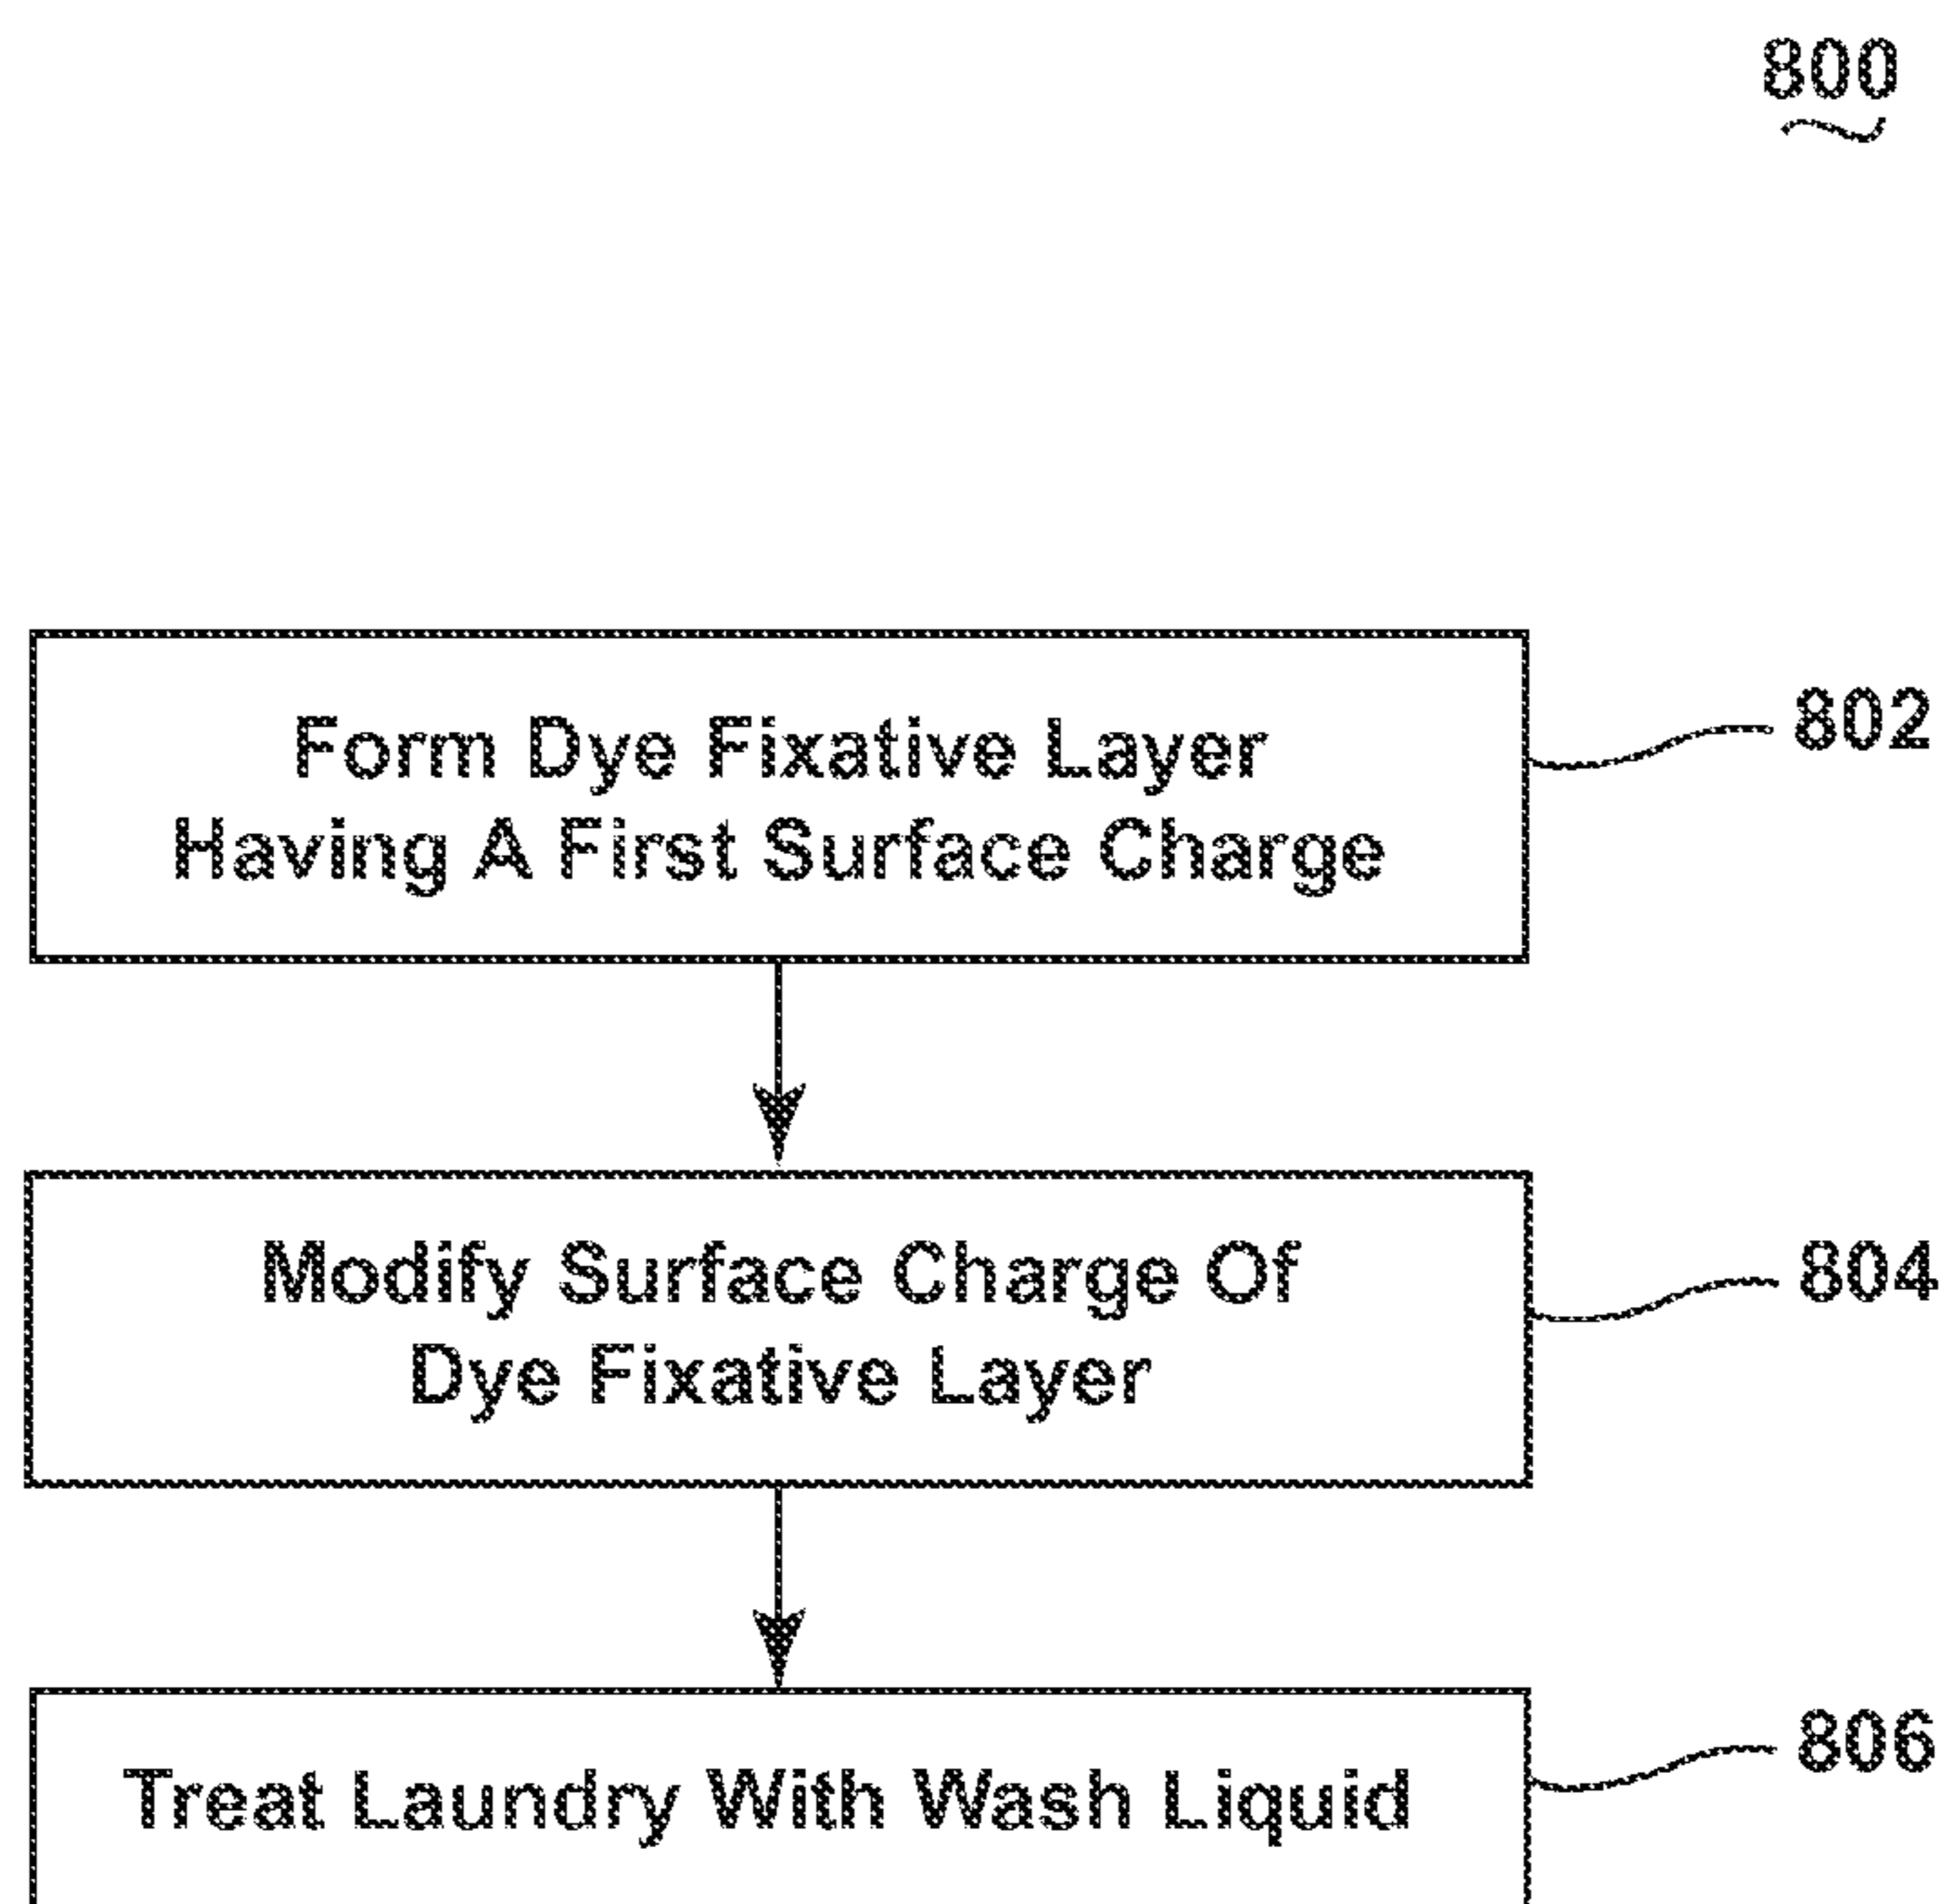 800
Form Dye Fixative Layer
Having A First Surface Charge
802
Modify Surface Charge Of
Dye Fixative Layer
804
Treat Laundry With Wash Liquid
806